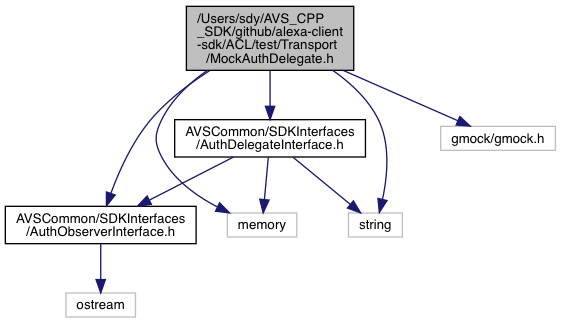 /Users/sdy/AVS_CPP
_SDK/github/alexa-client
-sdk/ACL/test/Transport
/MockAuthDelegate.h
AVSCommon/SDKInterfaces
/AuthDelegateInterface.h
gmock/gmock.h
AVSCommon/SDKInterfaces
/AuthObserverInterface.h
memory
string
ostream